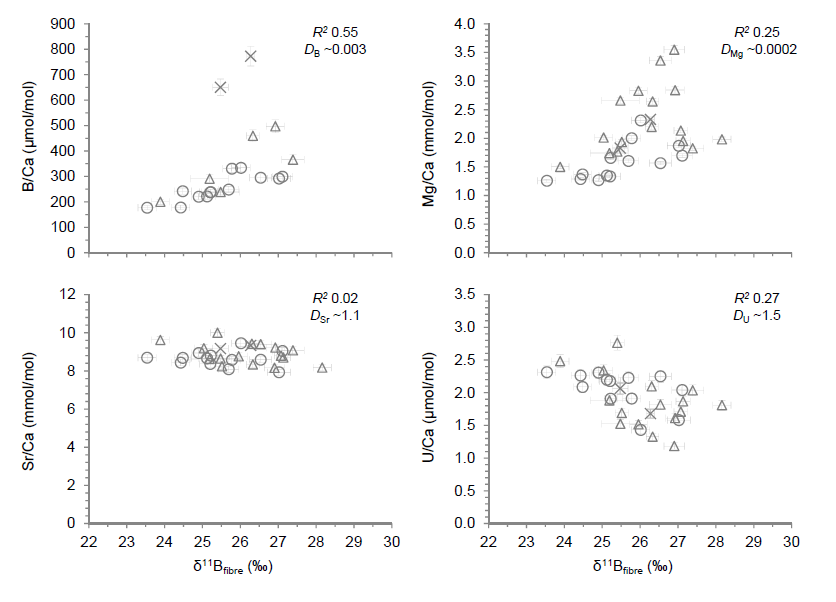 900
800
700
600
500
400
300
200
100
0
B/Ca (μmol/mol)
R² 0.55
D_B ~0.003
4.0
3.5
3.0
2.5
2.0
1.5
1.0
0.5
0.0
Mg/Ca (mmol/mol)
R² 0.25
D_Mg ~0.0002
12
10
8
6
4
2
0
Sr/Ca (mmol/mol)
R² 0.02
D_Sr ~1.1
22 23 24 25 26 27 28 29 30
δ¹¹B_fibre (‰)
3.5
3.0
2.5
2.0
1.5
1.0
0.5
0.0
U/Ca (μmol/mol)
R² 0.27
D_U ~1.5
22 23 24 25 26 27 28 29 30
δ¹¹B_fibre (‰)